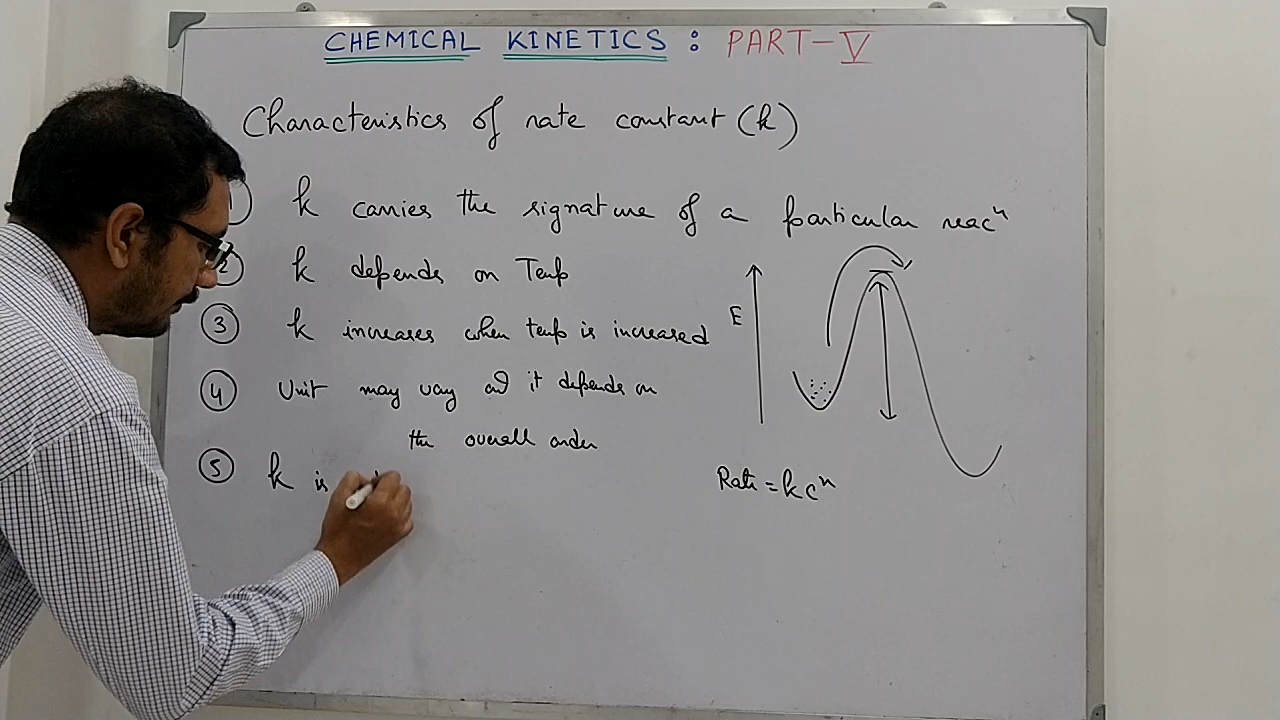 CHEMICAL KINETICS : PART-V
Characteristics of rate constant (k)
1 k carries the signature of a particular reacⁿ
2 k depends on Temp
3 k increases when temp is increased
4 Unit may vary and it depends on
the overall order
5 k is
E
Rate = kcⁿ